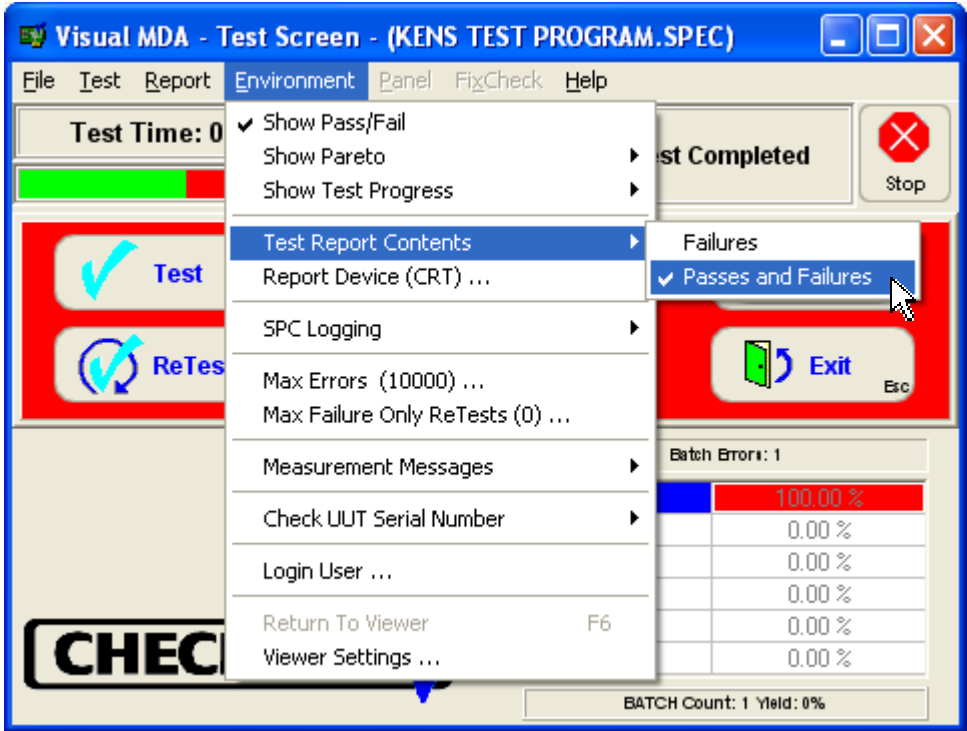 Visual MDA - Test Screen - (KENS TEST PROGRAM.SPEC)
File Test Report Environment Panel FixCheck Help
Test Time: 0
Show Pass/Fail
Show Pareto
Show Test Progress
Test Report Contents
Report Device (CRT) ...
SPC Logging
Max Errors (10000) ...
Max Failure Only ReTests (0) ...
Measurement Messages
Check UUT Serial Number
Login User ...
Return To Viewer F6
Viewer Settings ...
Failures
Passes and Failures
Completed
Stop
Test
ReTes
Exit
Esc
Batch Errors: 1
100.00 %
0.00 %
0.00 %
0.00 %
0.00 %
0.00 %
CHEC
BATCH Count: 1 Yield: 0%